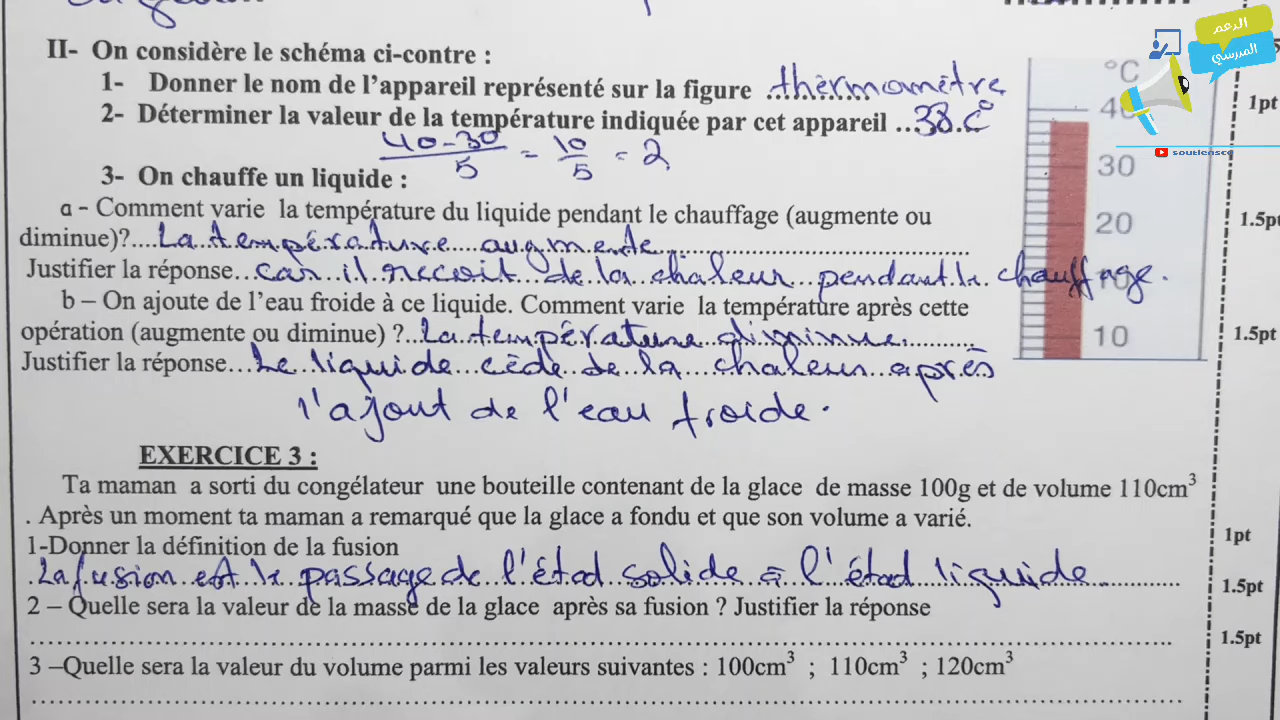 الدعم
المدرسي
soutiensco
II- On considère le schéma ci-contre :
1- Donner le nom de l'appareil représenté sur la figure ...thèrmomètre
2- Déterminer la valeur de la température indiquée par cet appareil ...38.c°
40-30/5 = 10/5 = 2
1pt
°C
40
30
20
10
10
3- On chauffe un liquide :
a - Comment varie la température du liquide pendant le chauffage (augmente ou
diminue)?....La température augmente
1.5pt
Justifier la réponse...car il reçoit de la chaleur pendant le chauffage.
b – On ajoute de l'eau froide à ce liquide. Comment varie la température après cette
opération (augmente ou diminue) ?..La température diminue
1.5pt
Justifier la réponse...Le liquide cède de la chaleur après
l'ajout de l'eau froide.
EXERCICE 3 :
Ta maman a sorti du congélateur une bouteille contenant de la glace de masse 100g et de volume 110cm³
. Après un moment ta maman a remarqué que la glace a fondu et que son volume a varié.
1-Donner la définition de la fusion
1pt
La fusion est le passage de l'étad solide à l'étad liquide
1.5pt
2 – Quelle sera la valeur de la masse de la glace après sa fusion ? Justifier la réponse
1.5pt
3 –Quelle sera la valeur du volume parmi les valeurs suivantes : 100cm³ ; 110cm³ ; 120cm³